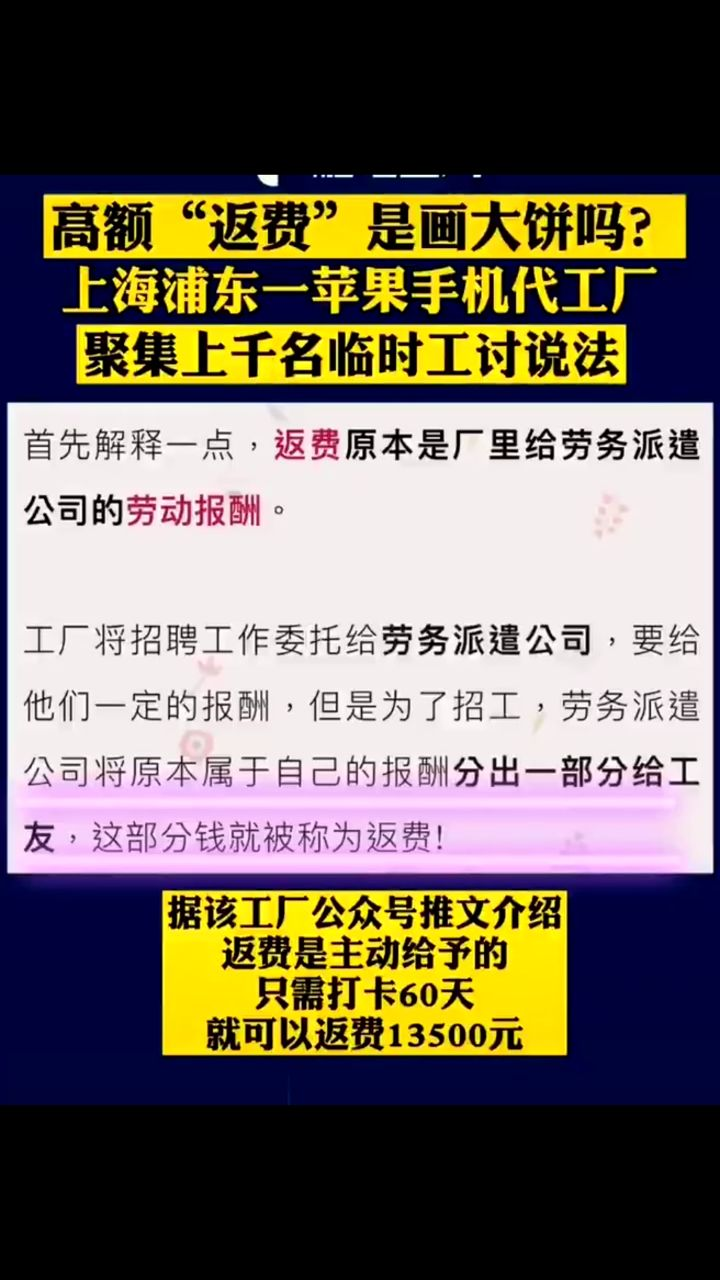 高额“返费”是画大饼吗？
上海浦东一苹果手机代工厂
聚集上千名临时工讨说法
首先解释一点，返费原本是厂里给劳务派遣
公司的劳动报酬。
工厂将招聘工作委托给劳务派遣公司，要给
他们一定的报酬，但是为了招工，劳务派遣
公司将原本属于自己的报酬分出一部分给工
友，这部分钱就被称为返费!
据该工厂公众号推文介绍
返费是主动给予的
只需打卡60天
就可以返费13500元